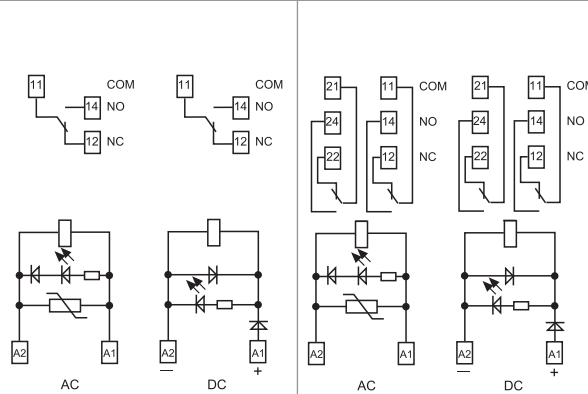 11 COM 11 COM 21 11 COM 21 11 COM
14 NO 14 NO 24 14 NO 24 14 NO
12 NC 12 NC 22 12 NC 22 12 NC
A2 A1 A2 A1 A2 A1 A2 A1
— + — +
AC DC AC DC